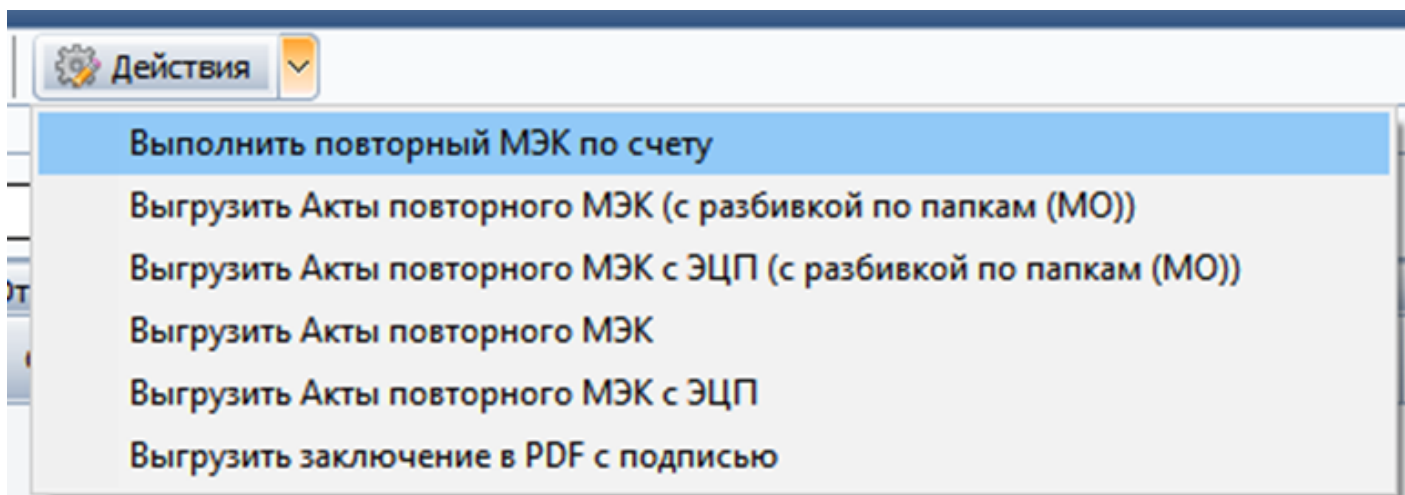 Действия
Выполнить повторный МЭК по счету
Выгрузить Акты повторного МЭК (с разбивкой по папкам (МО))
Выгрузить Акты повторного МЭК с ЭЦП (с разбивкой по папкам (МО))
Выгрузить Акты повторного МЭК
Выгрузить Акты повторного МЭК с ЭЦП
Выгрузить заключение в PDF с подписью